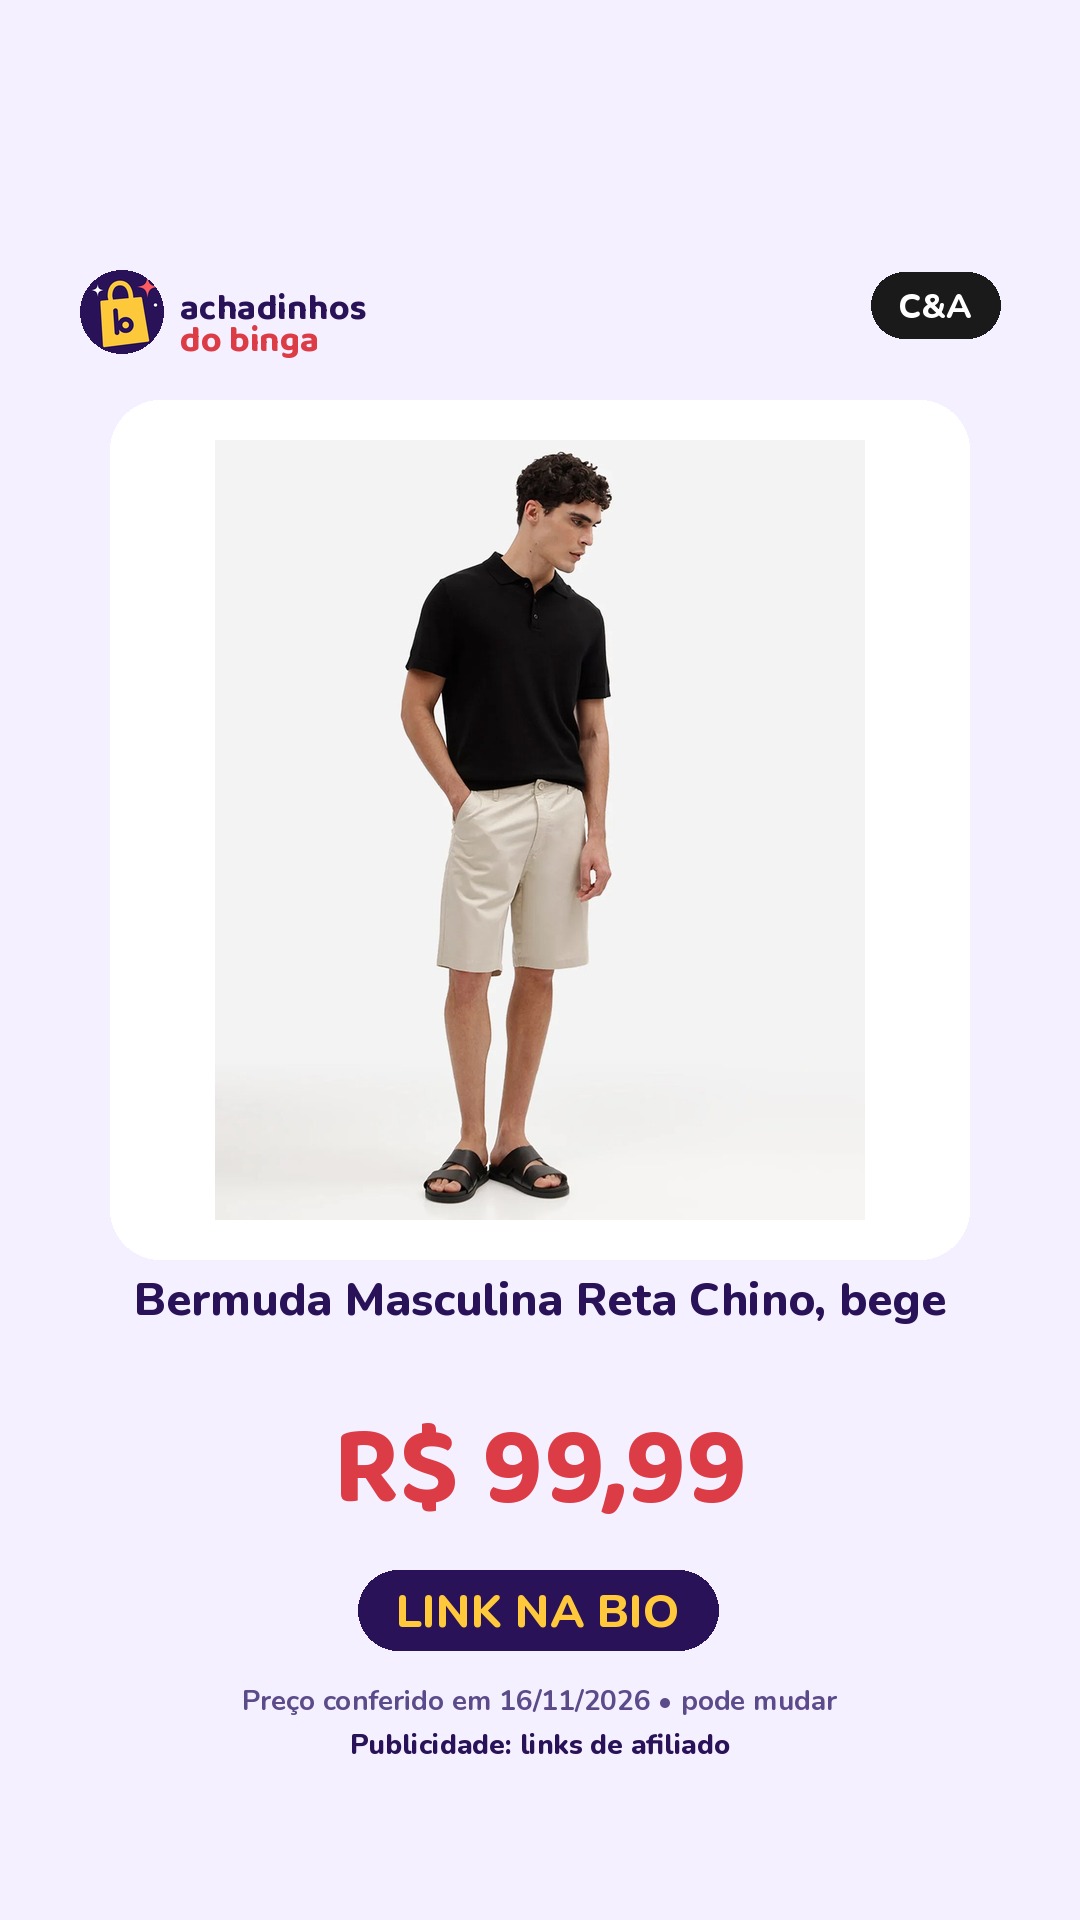 b
achadinhos
do binga
C&A
Bermuda Masculina Reta Chino, bege
R$ 99,99
LINK NA BIO
Preço conferido em 16/11/2026 • pode mudar
Publicidade: links de afiliado